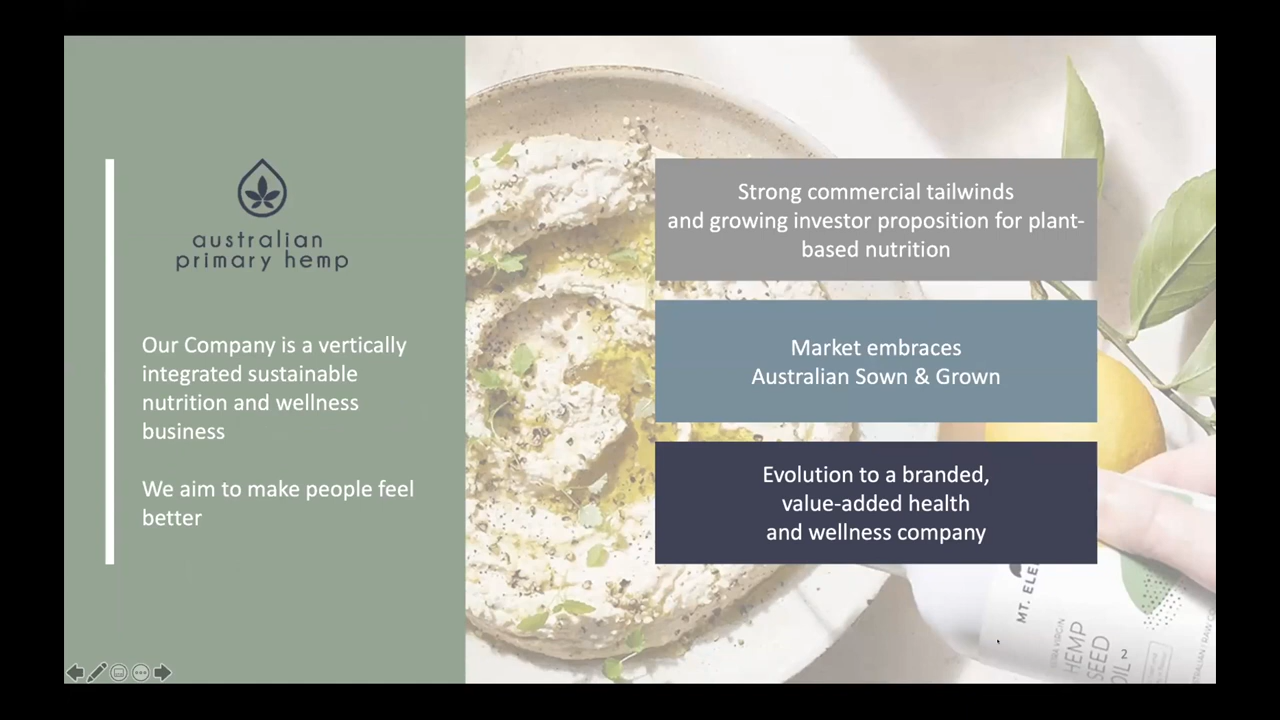 australian
primary hemp
Our Company is a vertically
integrated sustainable
nutrition and wellness
business
We aim to make people feel
better
Strong commercial tailwinds
and growing investor proposition for plant-
based nutrition
Market embraces
Australian Sown & Grown
Evolution to a branded,
value-added health
and wellness company
MT. ELE
VIRGIN
HEMP
SEED
OIL
2